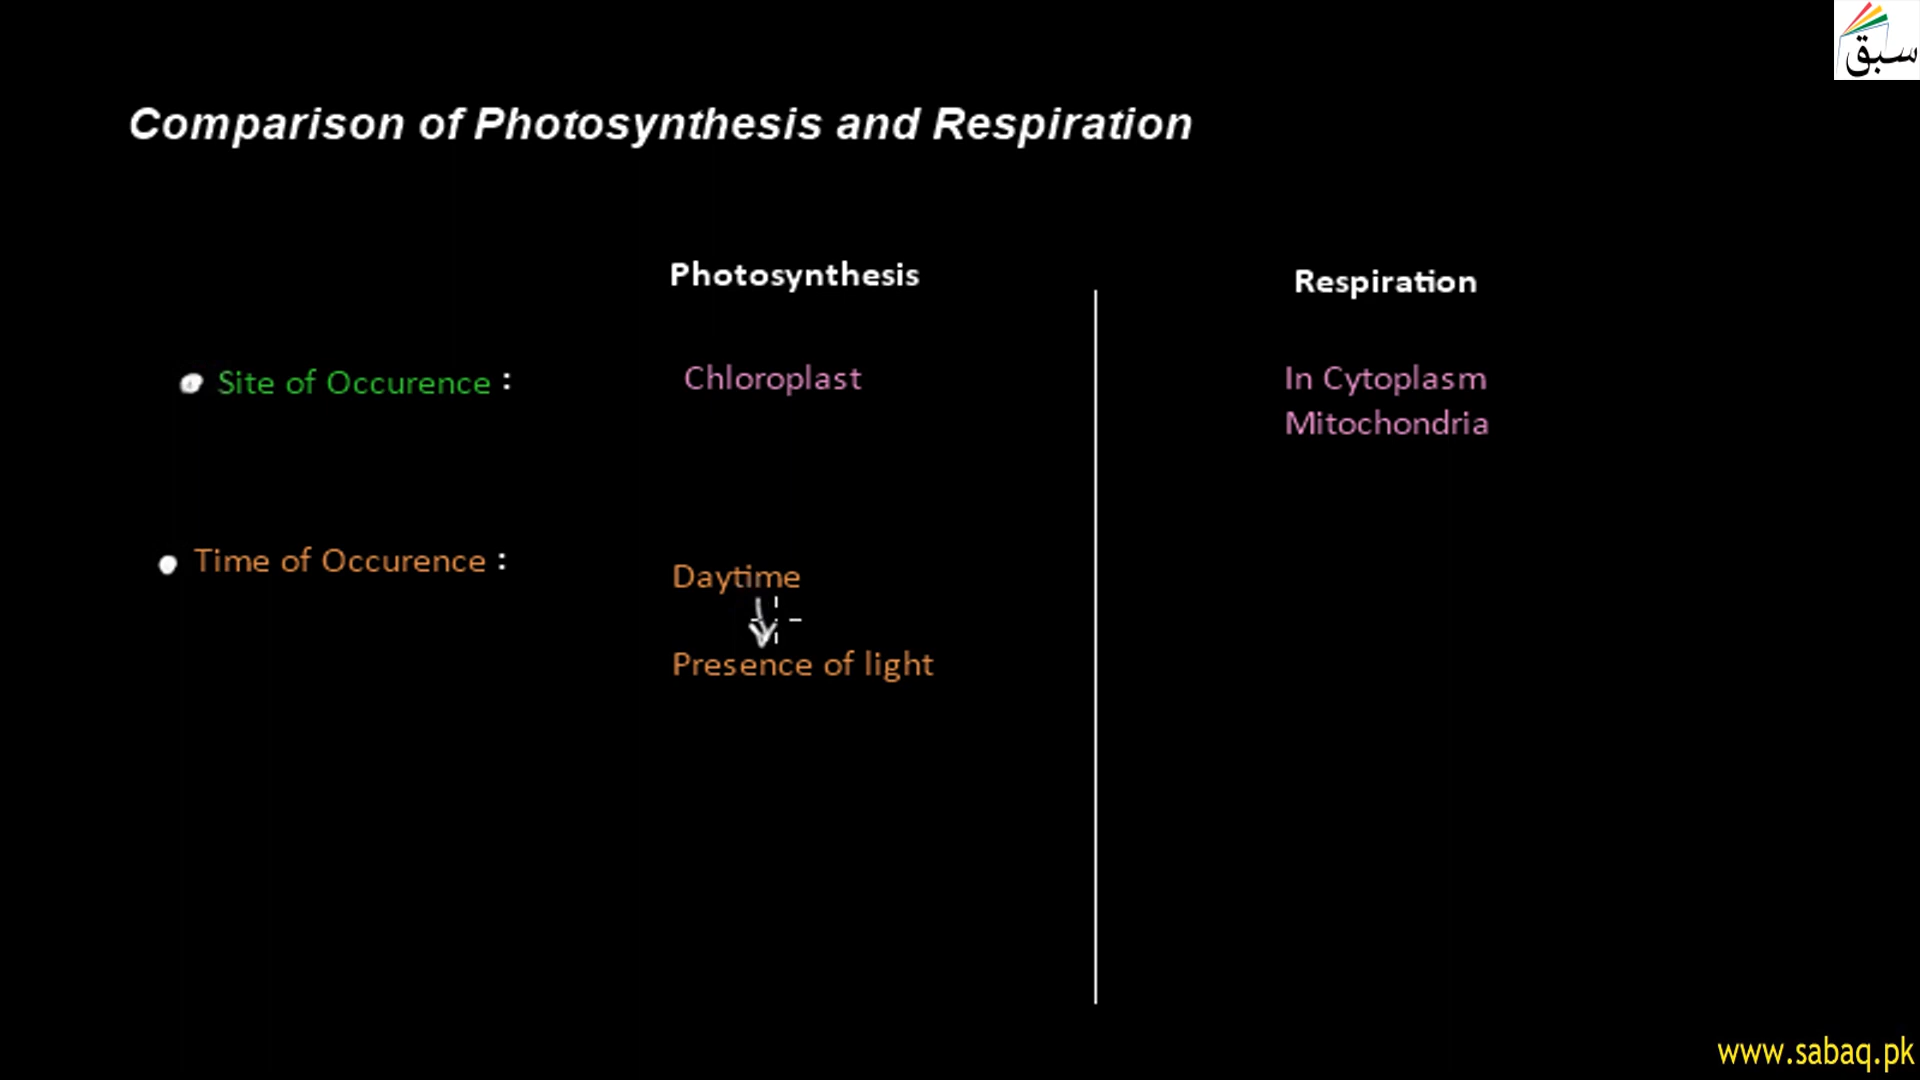 سبق
Comparison of Photosynthesis and Respiration
Photosynthesis
Respiration
Site of Occurence :
Chloroplast
In Cytoplasm
Mitochondria
Time of Occurence :
Daytime
Presence of light
www.sabaq.pk